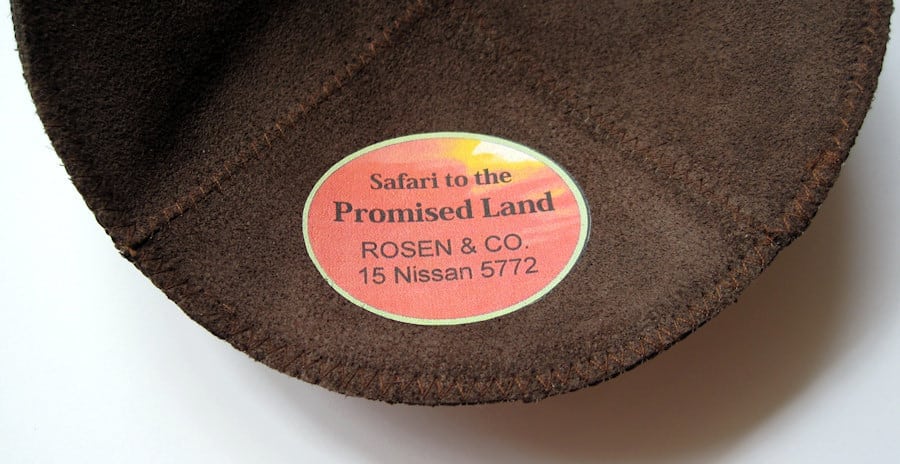 Safari to the
Promised Land
ROSEN & CO.
15 Nissan 5772